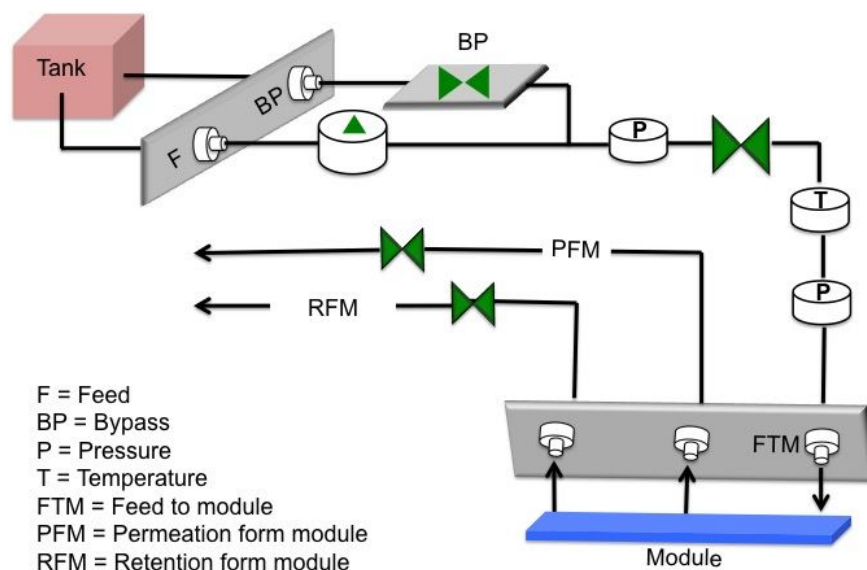 Tank
BP
BP
F
P
T
P
PFM
RFM
FTM
Module
F = Feed
BP = Bypass
P = Pressure
T = Temperature
FTM = Feed to module
PFM = Permeation form module
RFM = Retention form module